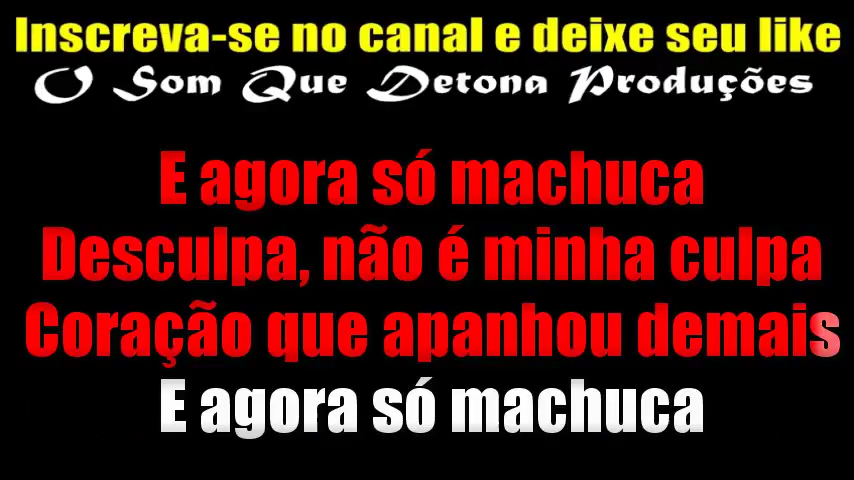 Inscreva-se no canal e deixe seu like
O Som Que Detona Produções
E agora só machuca
Desculpa, não é minha culpa
Coração que apanhou demais
E agora só machuca